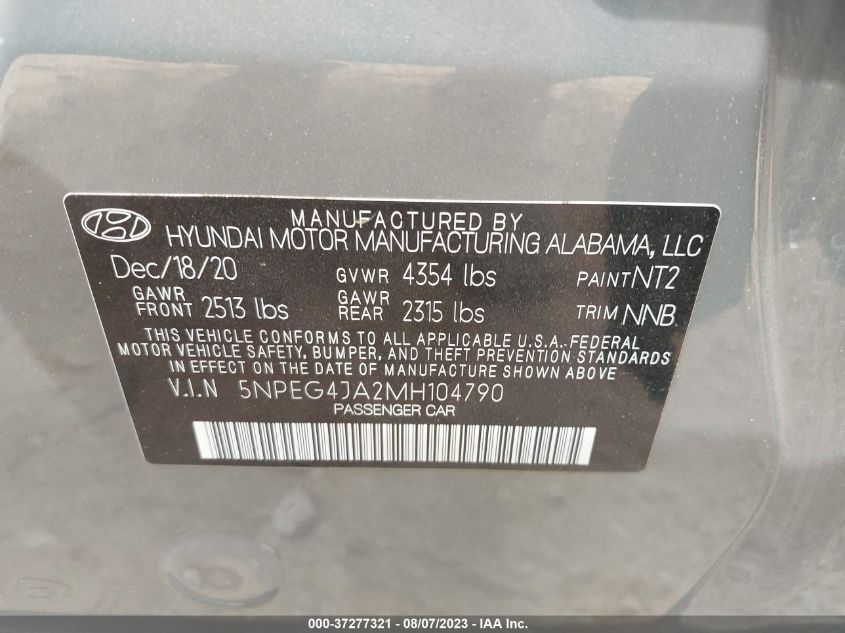 MANUFACTURED BY
HYUNDAI MOTOR MANUFACTURING ALABAMA, LLC
Dec/18/20 GVWR 4354 lbs PAINT NT2
GAWR FRONT 2513 lbs GAWR REAR 2315 lbs TRIM NNB
THIS VEHICLE CONFORMS TO ALL APPLICABLE U.S.A. FEDERAL
MOTOR VEHICLE SAFETY, BUMPER, AND THEFT PREVENTION STANDARDS
IN EFFECT ON THE DATE OF MANUFACTURE SHOWN ABOVE
V.I.N 5NPEG4JA2MH104790
PASSENGER CAR
000-37277321 - 08/07/2023 - IAA Inc.